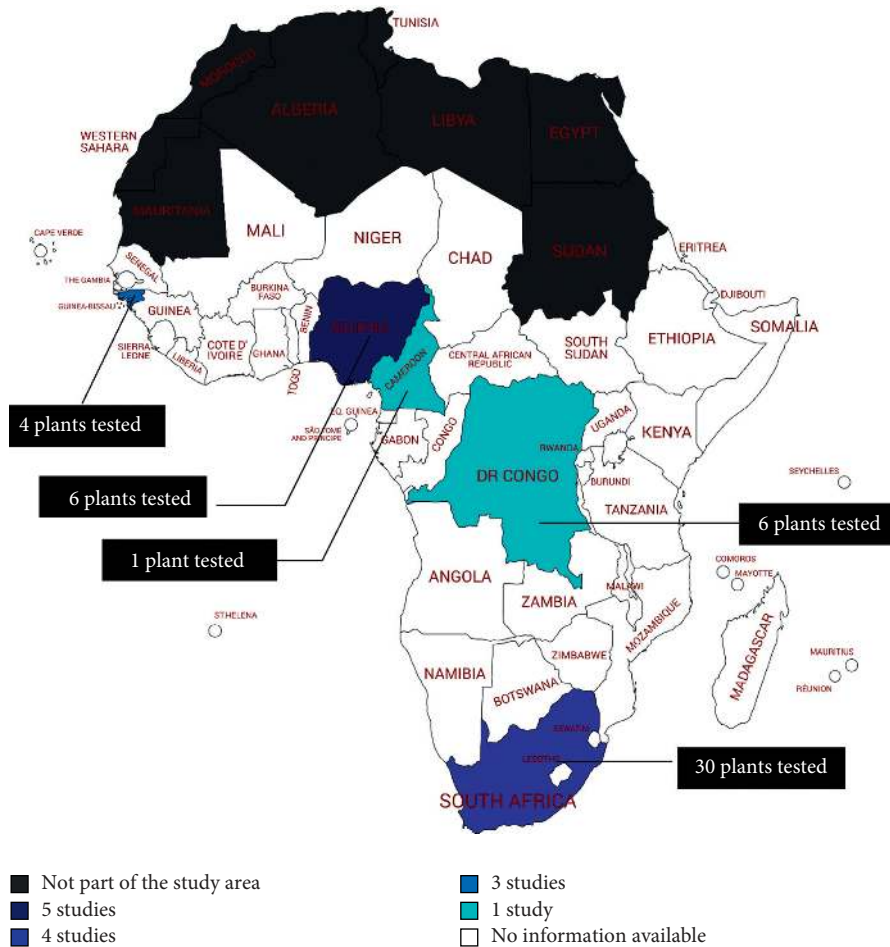 TUNISIA
MOROCCO
ALGERIA
LIBYA
EGYPT
WESTERN
SAHARA
MAURITANIA
MALI
NIGER
CHAD
SUDAN
ERITREA
CAPE VERDE
SENEGAL
THE GAMBIA
GUINEA-BISSAU
GUINEA
BURKINA
FASO
BENIN
NIGERIA
DJIBOUTI
SOMALIA
SIERRA
LEONE
LIBERIA
COTE D'
IVOIRE
GHANA
TOGO
CAMEROON
CENTRAL AFRICAN
REPUBLIC
SOUTH
SUDAN
ETHIOPIA
4 plants tested
EQ. GUINEA
SÃO TOMÉ
AND PRINCIPE
GABON
CONGO
UGANDA
KENYA
RWANDA
DR CONGO
BURUNDI
TANZANIA
SEYCHELLES
6 plants tested
6 plants tested
1 plant tested
COMOROS
MAYOTTE
ANGOLA
ZAMBIA
MALAWI
MOZAMBIQUE
MADAGASCAR
MAURITIUS
RÉUNION
STHELENA
NAMIBIA
ZIMBABWE
BOTSWANA
ESWATINI
LESOTHO
30 plants tested
SOUTH AFRICA
Not part of the study area
5 studies
4 studies
3 studies
1 study
No information available